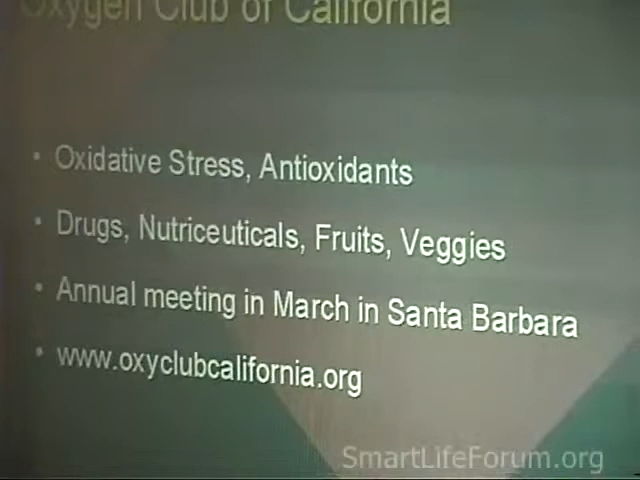 Oxygen Club of California
• Oxidative Stress, Antioxidants
• Drugs, Nutriceuticals, Fruits, Veggies
• Annual meeting in March in Santa Barbara
• www.oxyclubcalifornia.org
SmartLifeForum.org